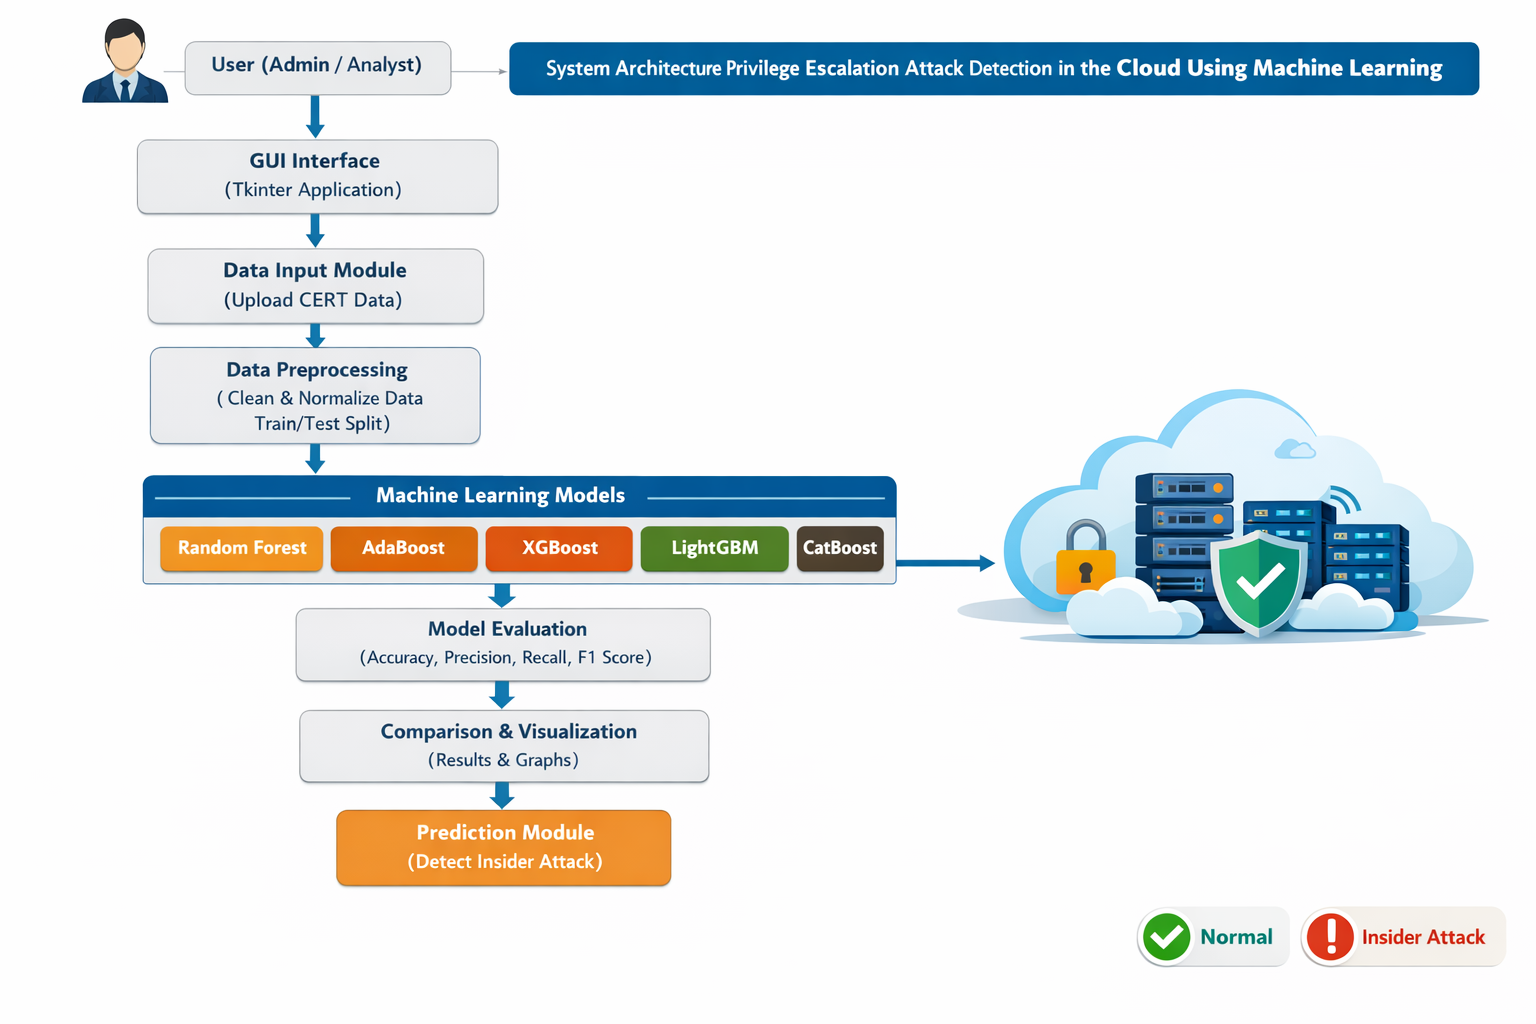 User (Admin / Analyst)
System Architecture Privilege Escalation Attack Detection in the Cloud Using Machine Learning
GUI Interface
(Tkinter Application)
Data Input Module
(Upload CERT Data)
Data Preprocessing
( Clean & Normalize Data
Train/Test Split)
Machine Learning Models
Random Forest
AdaBoost
XGBoost
LightGBM
CatBoost
Model Evaluation
(Accuracy, Precision, Recall, F1 Score)
Comparison & Visualization
(Results & Graphs)
Prediction Module
(Detect Insider Attack)
Normal
Insider Attack